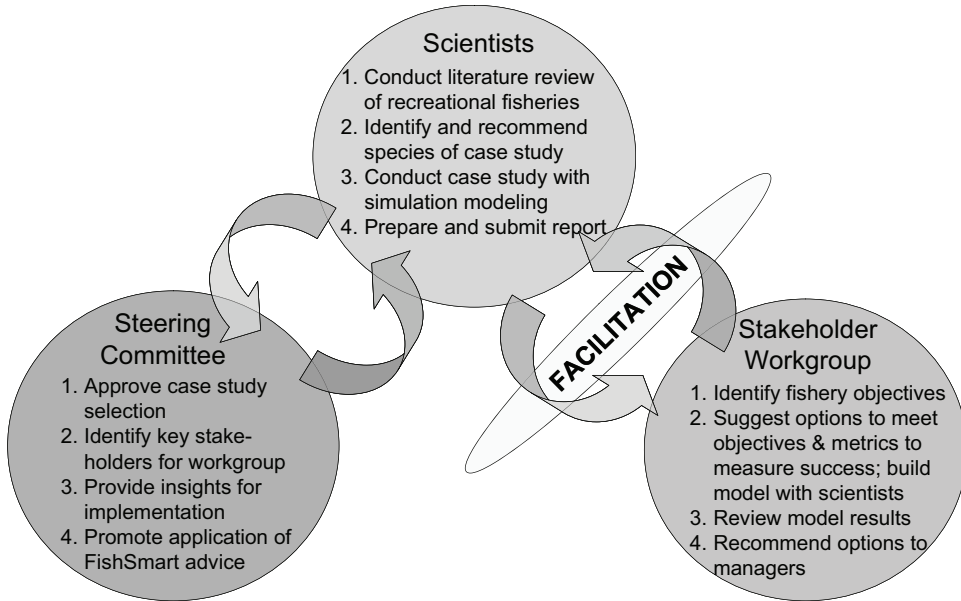 Scientists
1. Conduct literature review
of recreational fisheries
2. Identify and recommend
species of case study
3. Conduct case study with
simulation modeling
4. Prepare and submit report
FACILITATION
Steering
Committee
1. Approve case study
selection
2. Identify key stake-
holders for workgroup
3. Provide insights for
implementation
4. Promote application of
FishSmart advice
Stakeholder
Workgroup
1. Identify fishery objectives
2. Suggest options to meet
objectives & metrics to
measure success; build
model with scientists
3. Review model results
4. Recommend options to
managers